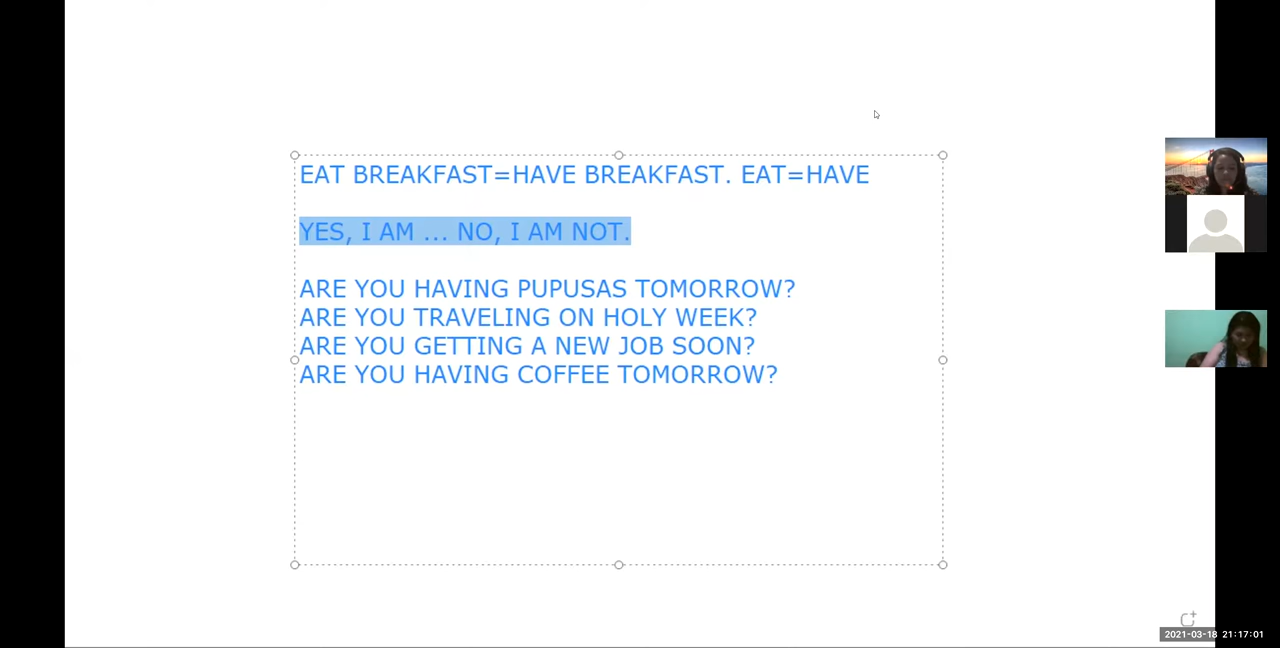 EAT BREAKFAST=HAVE BREAKFAST. EAT=HAVE
YES, I AM ... NO, I AM NOT.
ARE YOU HAVING PUPUSAS TOMORROW?
ARE YOU TRAVELING ON HOLY WEEK?
ARE YOU GETTING A NEW JOB SOON?
ARE YOU HAVING COFFEE TOMORROW?
2021-03-18 21:17:01